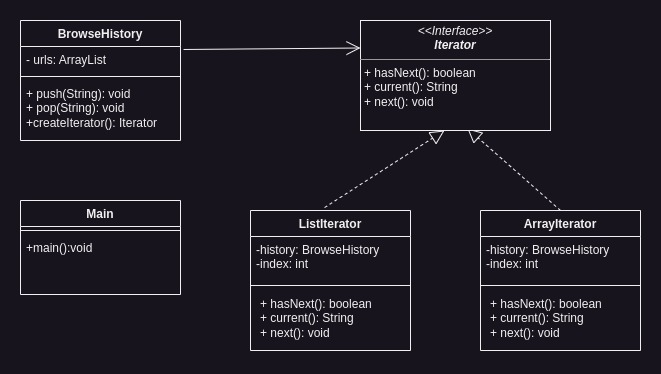 BrowseHistory
- urls: ArrayList
+ push(String): void
+ pop(String): void
+createIterator(): Iterator
<<Interface>>
Iterator
+ hasNext(): boolean
+ current(): String
+ next(): void
Main
+main():void
ListIterator
-history: BrowseHistory
-index: int
+ hasNext(): boolean
+ current(): String
+ next(): void
ArrayIterator
-history: BrowseHistory
-index: int
+ hasNext(): boolean
+ current(): String
+ next(): void